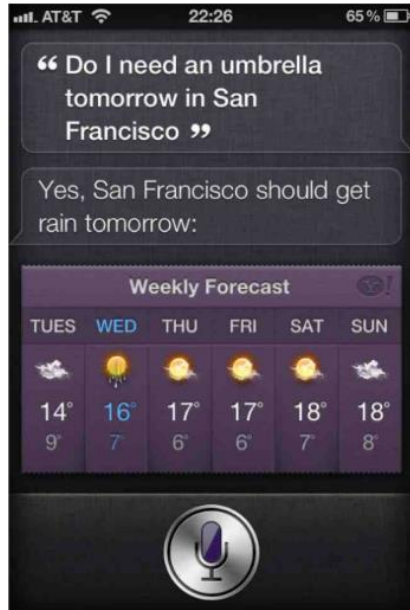 AT&T 22:26 65%
“ Do I need an umbrella
tomorrow in San
Francisco ”
Yes, San Francisco should get
rain tomorrow:
Weekly Forecast Y!
TUES WED THU FRI SAT SUN
14° 16° 17° 17° 18° 18°
9° 7° 6° 6° 7° 8°